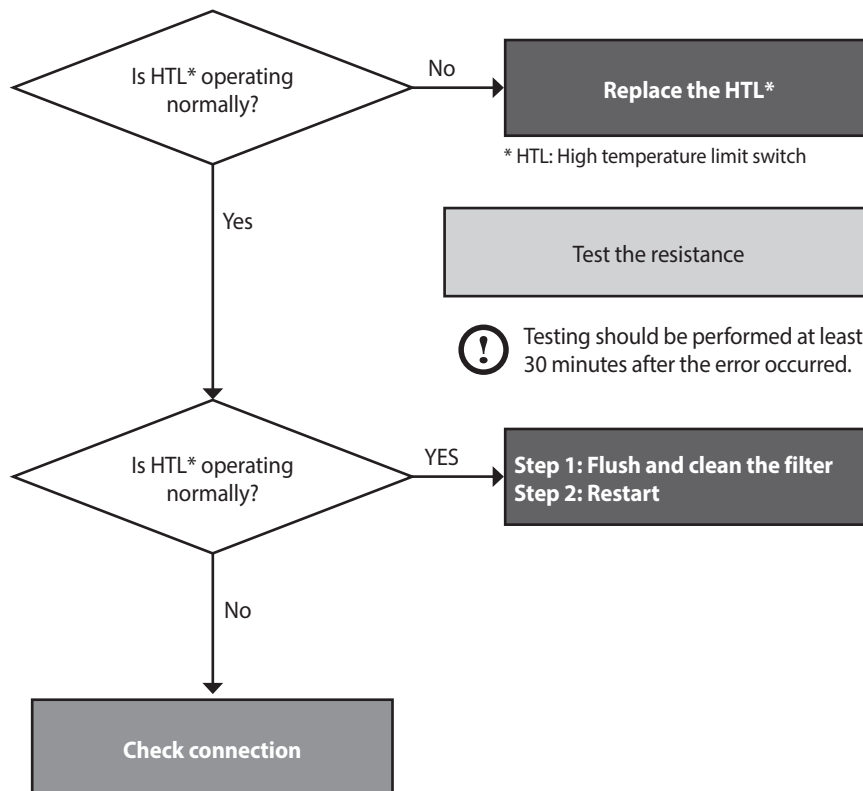 Is HTL* operating
normally?
No
Replace the HTL*
* HTL: High temperature limit switch
Yes
Test the resistance
!
Testing should be performed at least
30 minutes after the error occurred.
Is HTL* operating
normally?
YES
Step 1: Flush and clean the filter
Step 2: Restart
No
Check connection